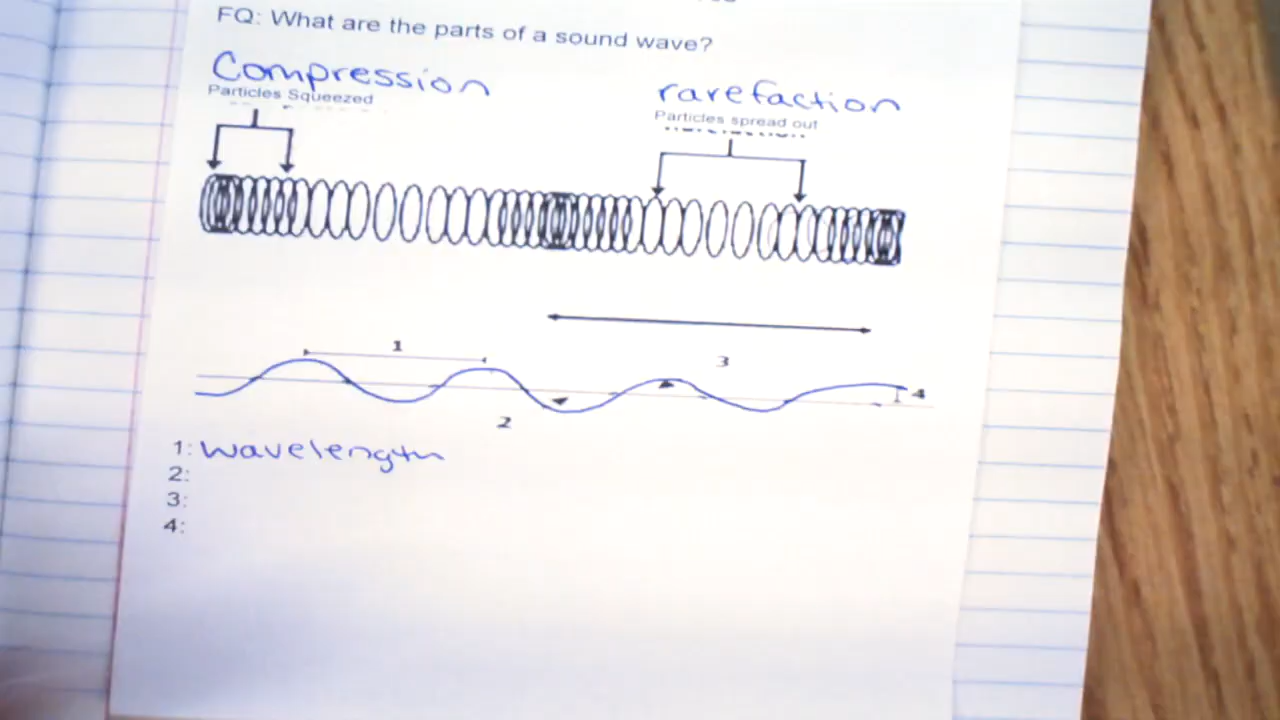 FQ: What are the parts of a sound wave?
Compression
rarefaction
Particles Squeezed
Particles spread out
1
3
4
2
1: wavelength
2:
3:
4: